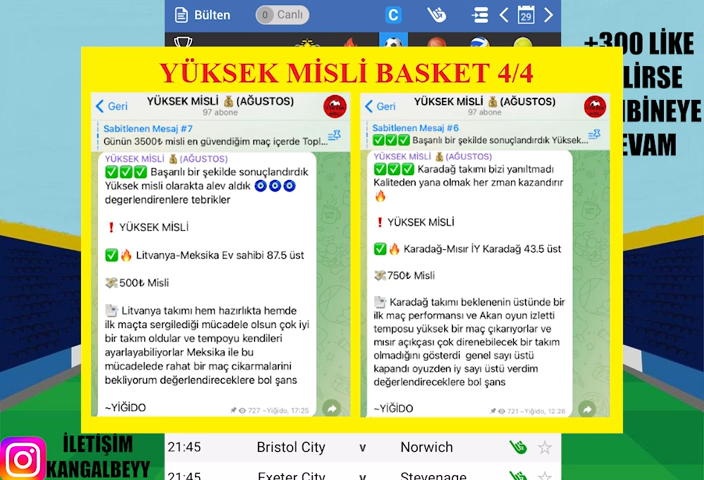 Bülten
0 Canlı
C
29
+300 LİKE
YÜKSEK MİSLİ BASKET 4/4
Geri
YÜKSEK MİSLİ 💰(AĞUSTOS)
97 abone
Sabitlenen Mesaj #7
Günün 3500₺ misli en güvendiğim maç içerde Topl...
YÜKSEK MİSLİ 💰(AĞUSTOS)
✅✅✅ Başarılı bir şekilde sonuçlandırdık
Yüksek misli olarakta alev aldık 🧿🧿🧿
degerlendirenlere tebrikler
❗ YÜKSEK MİSLİ
✅🔥 Litvanya-Meksika Ev sahibi 87.5 üst
💸500₺ Misli
📑 Litvanya takımı hem hazırlıkta hemde
ilk maçta sergilediği mücadele olsun çok iyi
bir takım oldular ve tempoyu kendileri
ayarlayabiliyorlar Meksika ile bu
mücadelede rahat bir maç cikarmalarini
bekliyorum değerlendireceklere bol şans
~YİĞİDO
727 ~Yiğido, 17:25
Geri
YÜKSEK MİSLİ 💰(AĞUSTOS)
97 abone
Sabitlenen Mesaj #6
✅✅✅ Başarılı bir şekilde sonuçlandırdık Yüksek...
YÜKSEK MİSLİ 💰(AĞUSTOS)
✅✅✅ Karadağ takımı bizi yanıltmadı
Kaliteden yana olmak her zman kazandırır
🔥
❗ YÜKSEK MİSLİ
✅🔥 Karadağ-Mısır İY Karadağ 43.5 üst
💸750₺ Misli
📑 Karadağ takımı beklenenin üstünde bir
ilk maç performansı ve Akan oyun izletti
temposu yüksek bir maç çıkarıyorlar ve
mısır açıkçası çok direnebilecek bir takım
olmadığını gösterdi genel sayı üstü
kapandı oyuzden iy sayı üstü verdim
değerlendireceklere bol şans
~YİĞİDO
721 ~Yiğido, 12:26
LİRSE
MBİNEYE
EVAM
İLETİŞİM
KANGALBEYY
21:45 Bristol City v Norwich
21:45 Exeter City v Stevenage